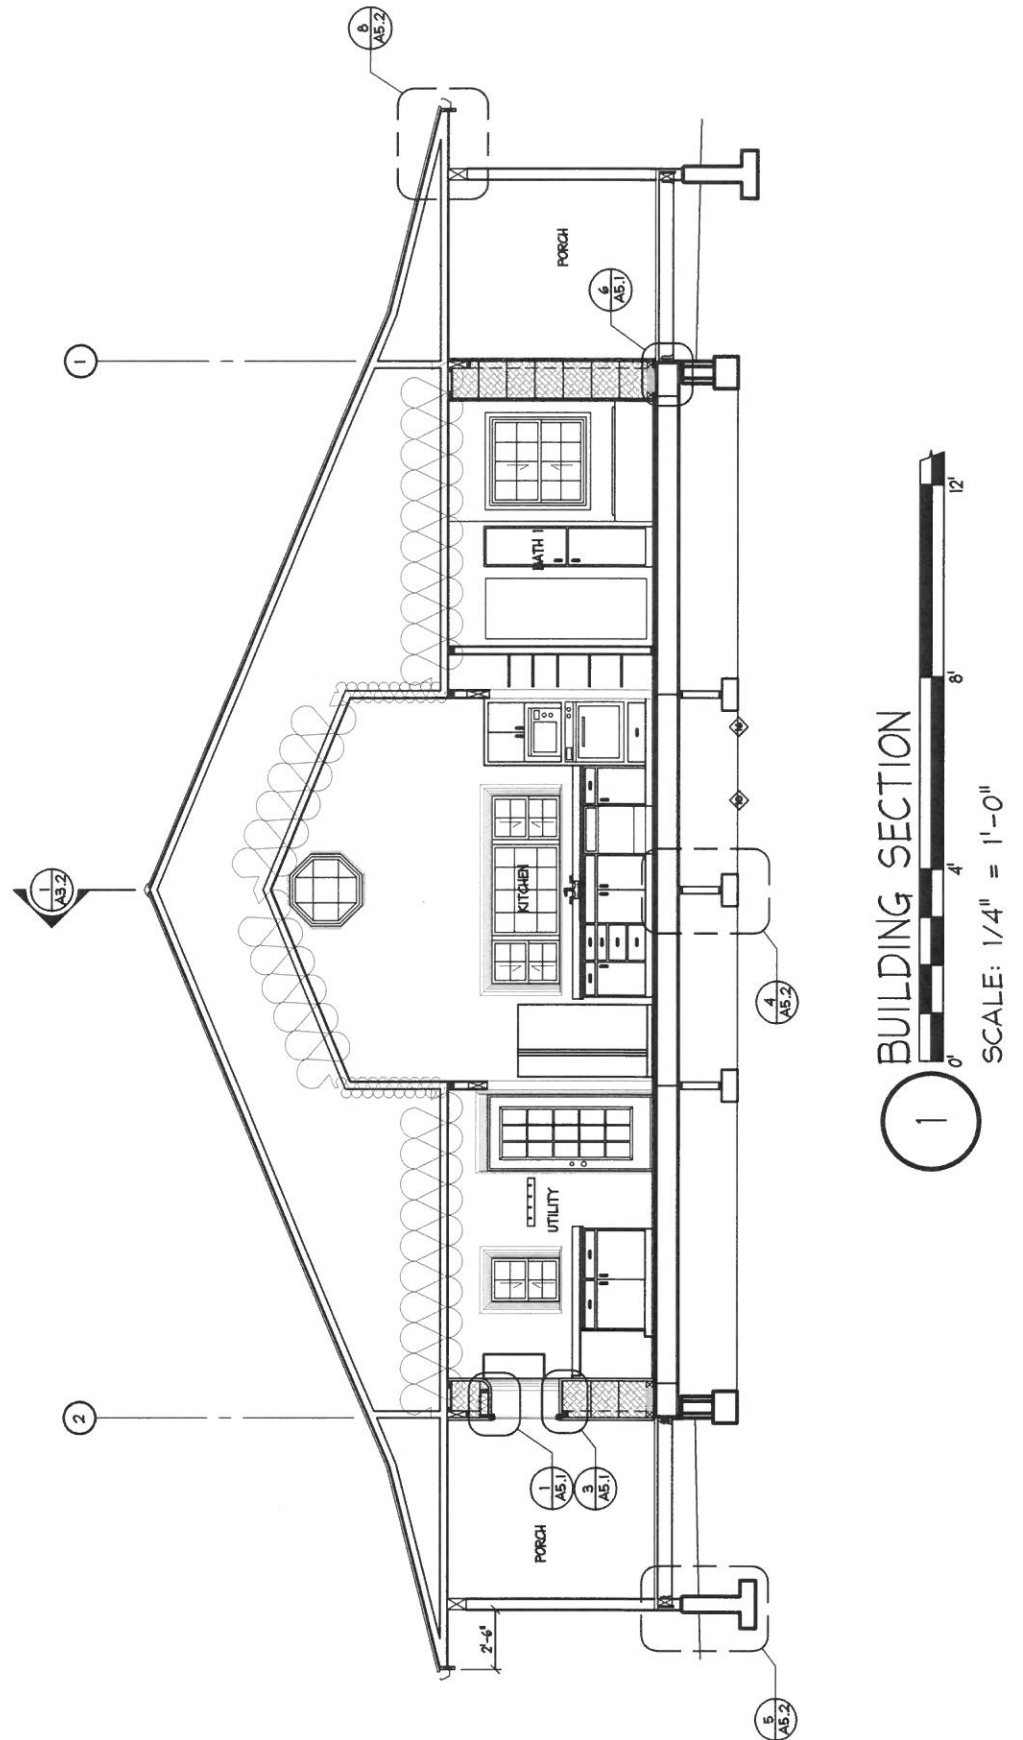 1
A3.2
2
1
8
A5.2
PORCH
UTILITY
KITCHEN
BATH 1
PORCH
2'-6"
1
A5.1
3
A5.1
6
A5.1
5
A5.2
4
A5.2
1
BUILDING SECTION
0'
4'
8'
12'
SCALE: 1/4" = 1'-0"